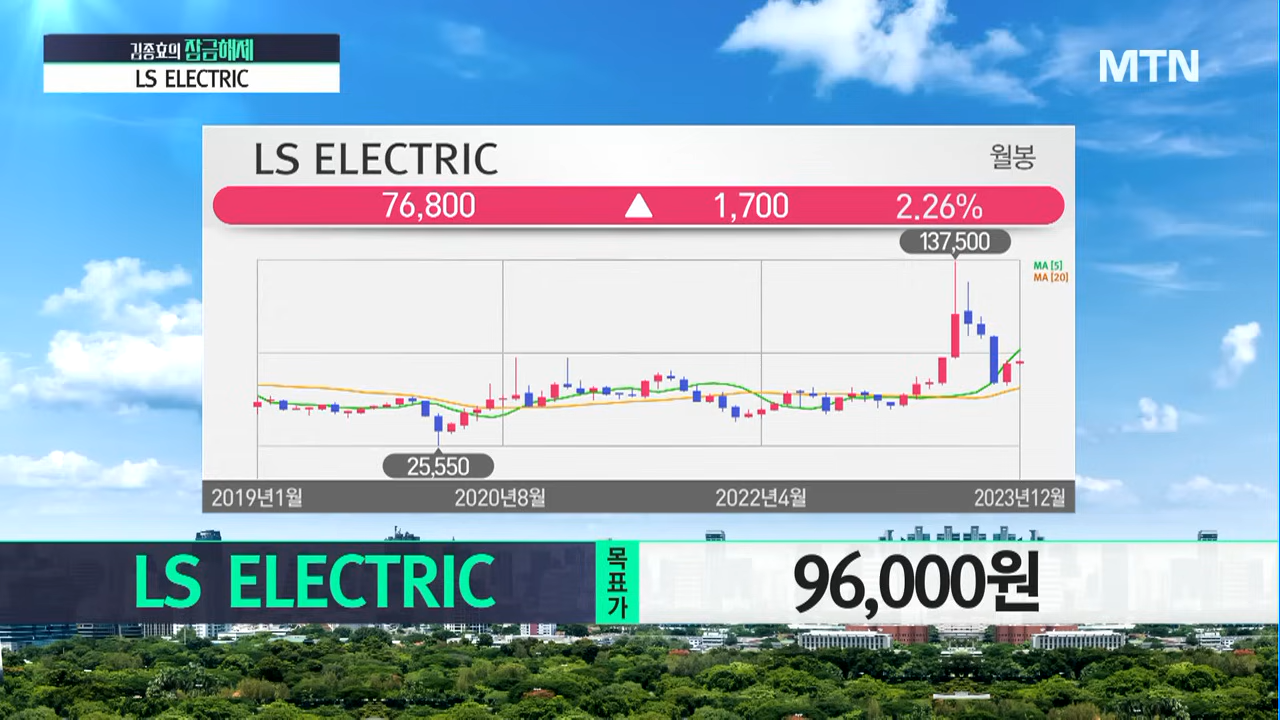 김종효의 잠금해제
LS ELECTRIC
MTN
LS ELECTRIC
월봉
76,800 ▲ 1,700 2.26%
137,500
MA [5]
MA [20]
25,550
2019년1월 2020년8월 2022년4월 2023년12월
LS ELECTRIC
목표가
96,000원